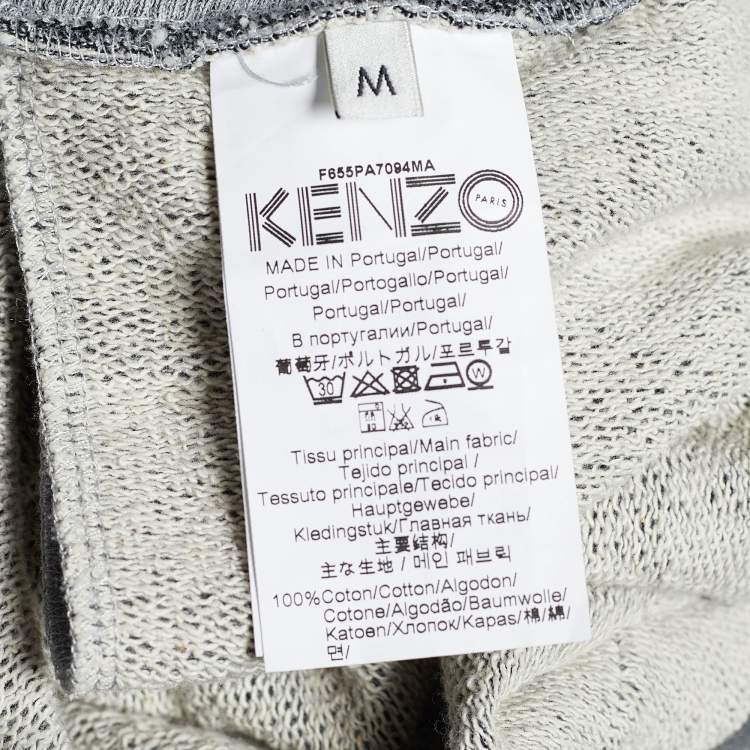 M
F655PA7094MA
KENZO
PARIS
MADE IN Portugal/Portugal/
Portugal/Portogallo/Portugal/
Portugal/Portugal/
В португалии/Portugal/
葡萄牙/ポルトガル/포르투갈
30 W
Tissu principal/Main fabric/
Tejido principal /
Tessuto principale/Tecido principal/
Hauptgewebe/
Kledingstuk/Главная ткань/
主要结构/
主な生地 / 메인 패브릭
100%Coton/Cotton/Algodon/
Cotone/Algodão/Baumwolle/
Katoen/Хлопок/Kapas/棉/綿/
면/